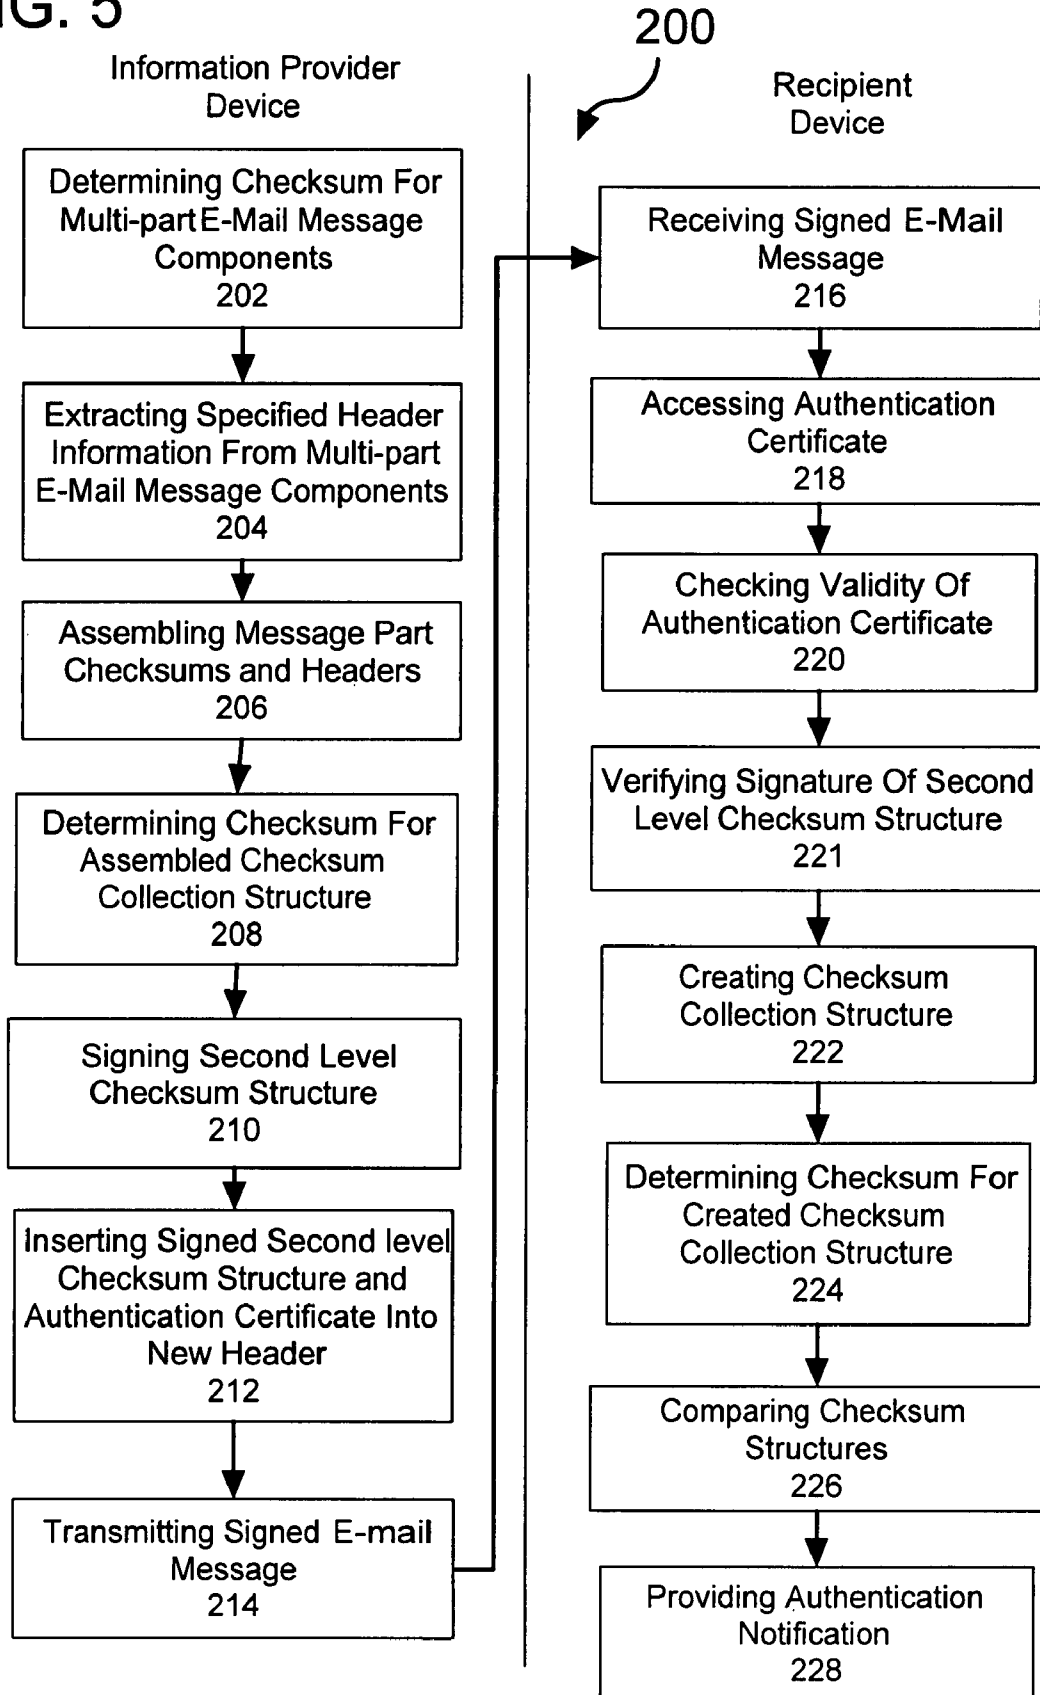 IG. 5
200
Information Provider
Device
Determining Checksum For
Multi-part E-Mail Message
Components
202
Extracting Specified Header
Information From Multi-part
E-Mail Message Components
204
Assembling Message Part
Checksums and Headers
206
Determining Checksum For
Assembled Checksum
Collection Structure
208
Signing Second Level
Checksum Structure
210
Inserting Signed Second level
Checksum Structure and
Authentication Certificate Into
New Header
212
Transmitting Signed E-mail
Message
214
Recipient
Device
Receiving Signed E-Mail
Message
216
Accessing Authentication
Certificate
218
Checking Validity Of
Authentication Certificate
220
Verifying Signature Of Second
Level Checksum Structure
221
Creating Checksum
Collection Structure
222
Determining Checksum For
Created Checksum
Collection Structure
224
Comparing Checksum
Structures
226
Providing Authentication
Notification
228